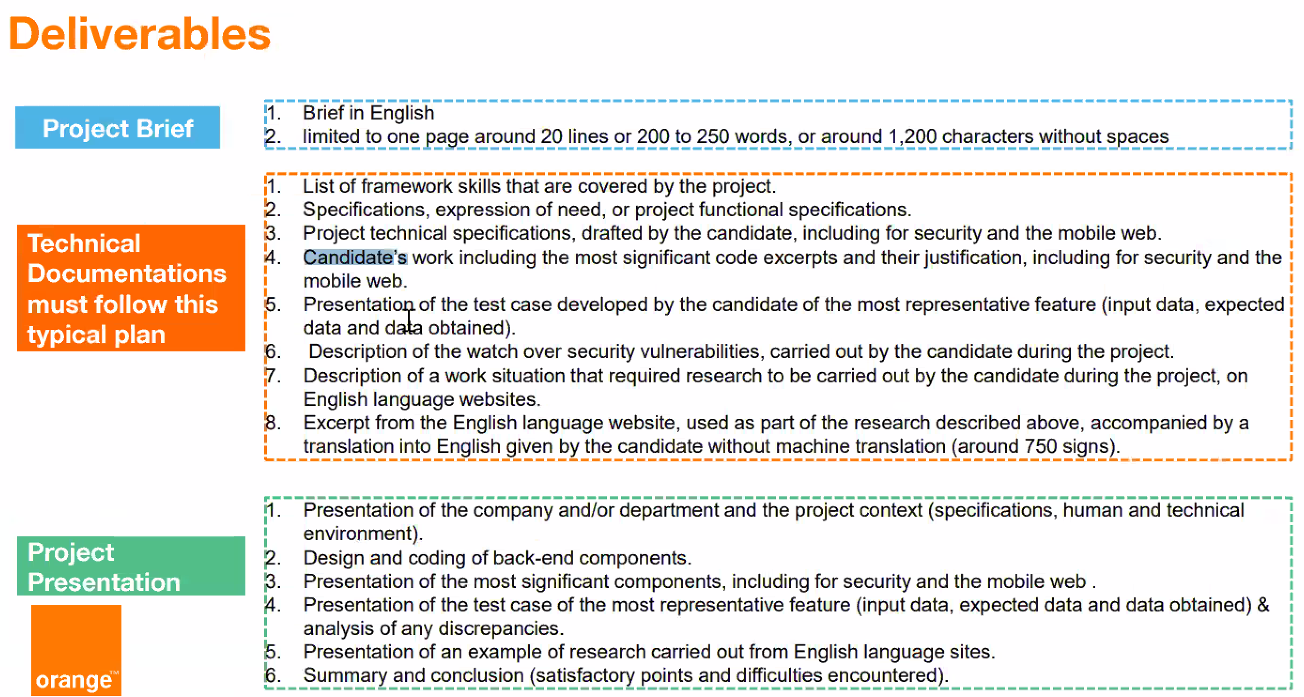 Deliverables
Project Brief
1. Brief in English
2. limited to one page around 20 lines or 200 to 250 words, or around 1,200 characters without spaces
Technical
Documentations
must follow this
typical plan
1. List of framework skills that are covered by the project.
2. Specifications, expression of need, or project functional specifications.
3. Project technical specifications, drafted by the candidate, including for security and the mobile web.
4. Candidate's work including the most significant code excerpts and their justification, including for security and the
mobile web.
5. Presentation of the test case developed by the candidate of the most representative feature (input data, expected
data and data obtained).
6. Description of the watch over security vulnerabilities, carried out by the candidate during the project.
7. Description of a work situation that required research to be carried out by the candidate during the project, on
English language websites.
8. Excerpt from the English language website, used as part of the research described above, accompanied by a
translation into English given by the candidate without machine translation (around 750 signs).
Project
Presentation
1. Presentation of the company and/or department and the project context (specifications, human and technical
environment).
2. Design and coding of back-end components.
3. Presentation of the most significant components, including for security and the mobile web .
4. Presentation of the test case of the most representative feature (input data, expected data and data obtained) &
analysis of any discrepancies.
5. Presentation of an example of research carried out from English language sites.
6. Summary and conclusion (satisfactory points and difficulties encountered).
orange™